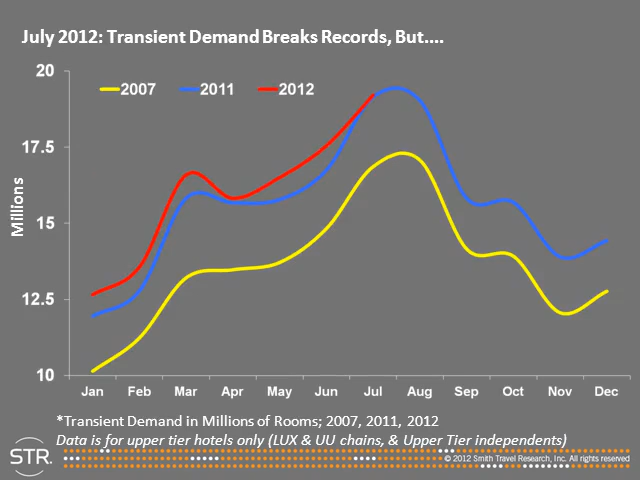 July 2012: Transient Demand Breaks Records, But....
20
2007
2011
2012
17.5
Millions
15
12.5
10
Jan Feb Mar Apr May Jun Jul Aug Sep Oct Nov Dec
*Transient Demand in Millions of Rooms; 2007, 2011, 2012
Data is for upper tier hotels only (LUX & UU chains, & Upper Tier independents)
STR.
© 2012 Smith Travel Research, Inc. All rights reserved